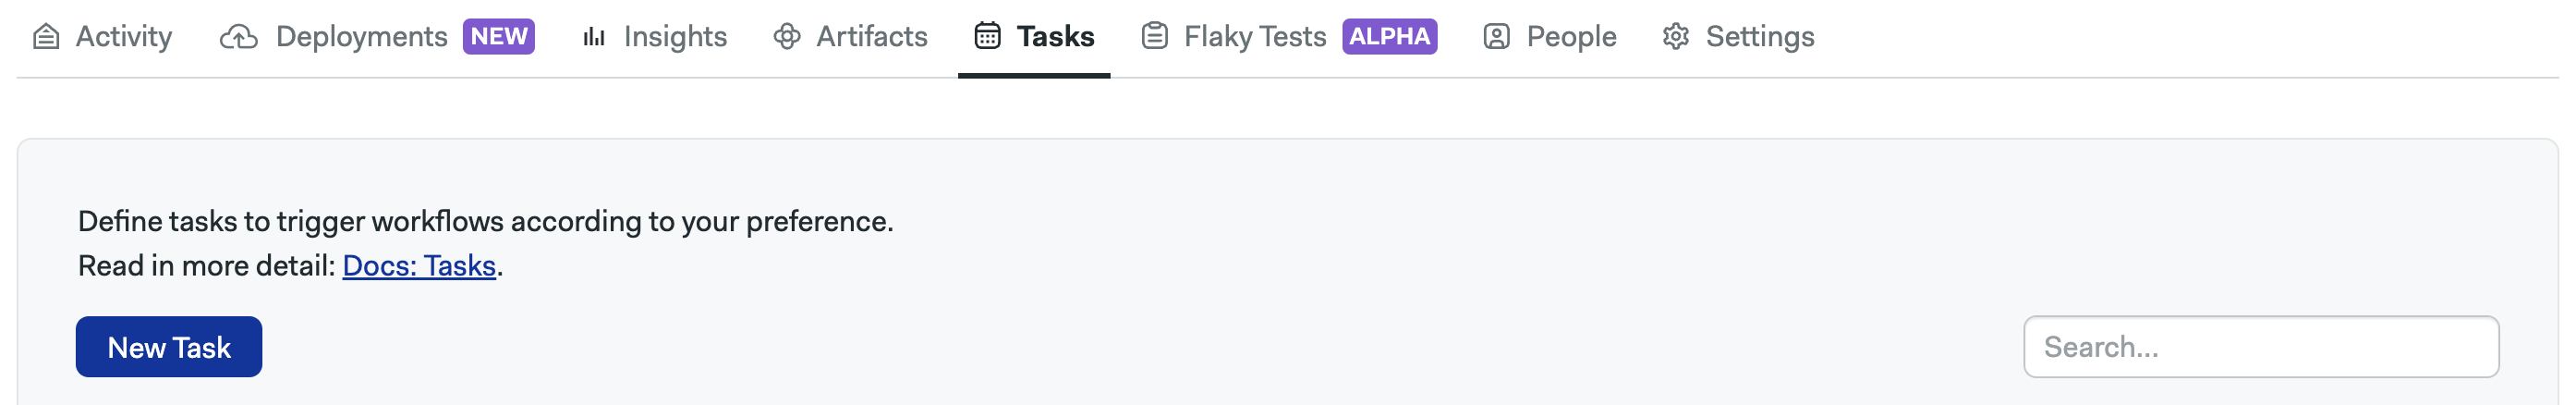 Activity Deployments NEW Insights Artifacts Tasks Flaky Tests ALPHA People Settings
Define tasks to trigger workflows according to your preference.
Read in more detail: Docs: Tasks.
New Task Search...